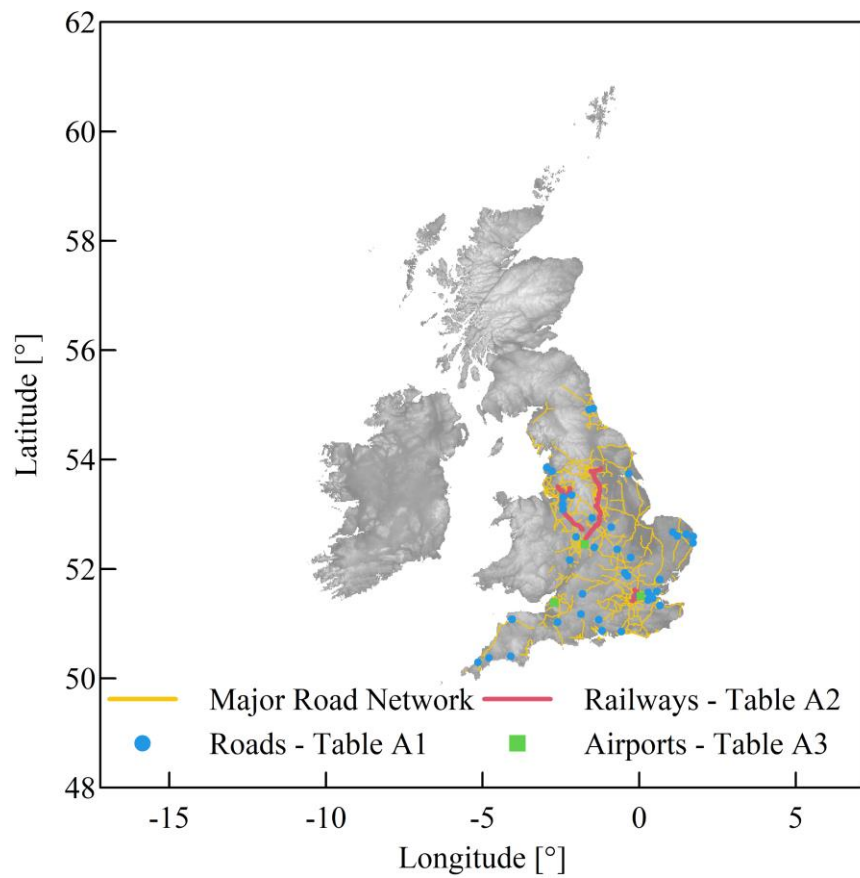 62
60
58
56
54
52
50
48
Latitude [°]
Major Road Network
Railways - Table A2
Roads - Table A1
Airports - Table A3
-15
-10
-5
0
5
Longitude [°]